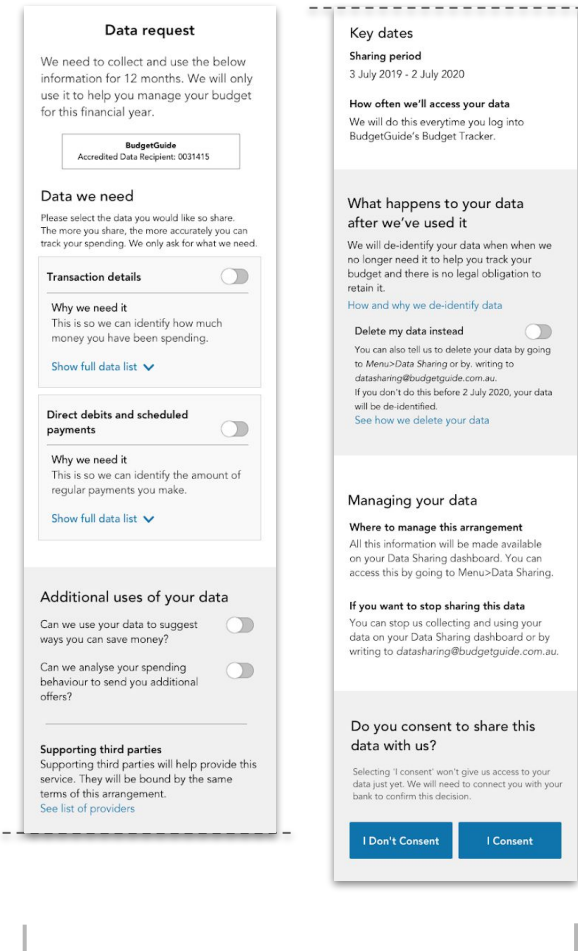 Data request
We need to collect and use the below
information for 12 months. We will only
use it to help you manage your budget
for this financial year.
BudgetGuide
Accredited Data Recipient: 0031415
Data we need
Please select the data you would like so share.
The more you share, the more accurately you can
track your spending. We only ask for what we need.
Transaction details
Why we need it
This is so we can identify how much
money you have been spending.
Show full data list
Direct debits and scheduled
payments
Why we need it
This is so we can identify the amount of
regular payments you make.
Show full data list
Additional uses of your data
Can we use your data to suggest
ways you can save money?
Can we analyse your spending
behaviour to send you additional
offers?
Supporting third parties
Supporting third parties will help provide this
service. They will be bound by the same
terms of this arrangement.
See list of providers
Key dates
Sharing period
3 July 2019 - 2 July 2020
How often we'll access your data
We will do this everytime you log into
BudgetGuide's Budget Tracker.
What happens to your data
after we've used it
We will de-identify your data when when we
no longer need it to help you track your
budget and there is no legal obligation to
retain it.
How and why we de-identify data
Delete my data instead
You can also tell us to delete your data by going
to Menu>Data Sharing or by. writing to
datasharing@budgetguide.com.au.
If you don't do this before 2 July 2020, your data
will be de-identified.
See how we delete your data
Managing your data
Where to manage this arrangement
All this information will be made available
on your Data Sharing dashboard. You can
access this by going to Menu>Data Sharing.
If you want to stop sharing this data
You can stop us collecting and using your
data on your Data Sharing dashboard or by
writing to datasharing@budgetguide.com.au.
Do you consent to share this
data with us?
Selecting 'I consent' won't give us access to your
data just yet. We will need to connect you with your
bank to confirm this decision.
I Don't Consent
I Consent